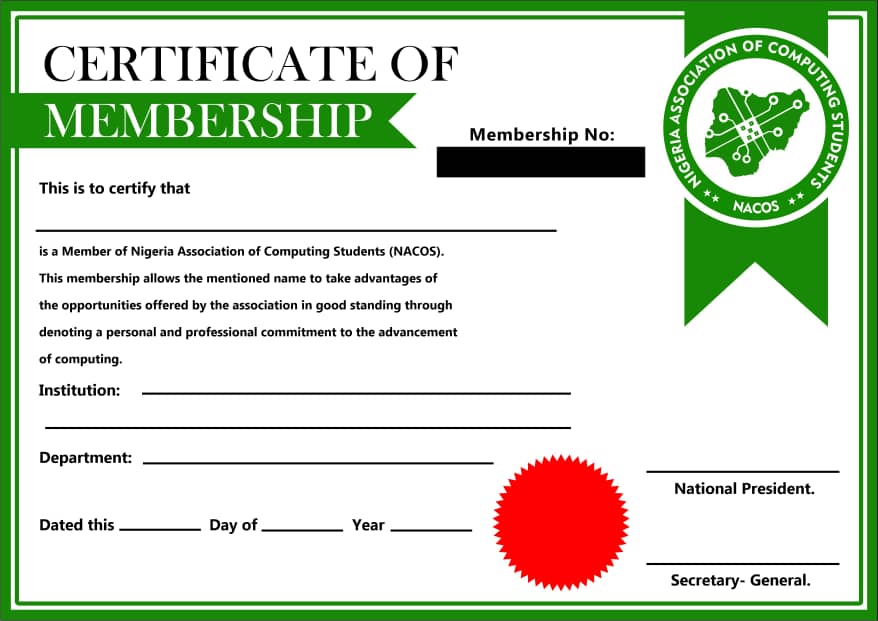 CERTIFICATE OF
MEMBERSHIP
NIGERIA ASSOCIATION OF COMPUTING STUDENTS
NACOS
Membership No:
This is to certify that
is a Member of Nigeria Association of Computing Students (NACOS).
This membership allows the mentioned name to take advantages of
the opportunities offered by the association in good standing through
denoting a personal and professional commitment to the advancement
of computing.
Institution:
Department:
Dated this Day of Year
National President.
Secretary- General.